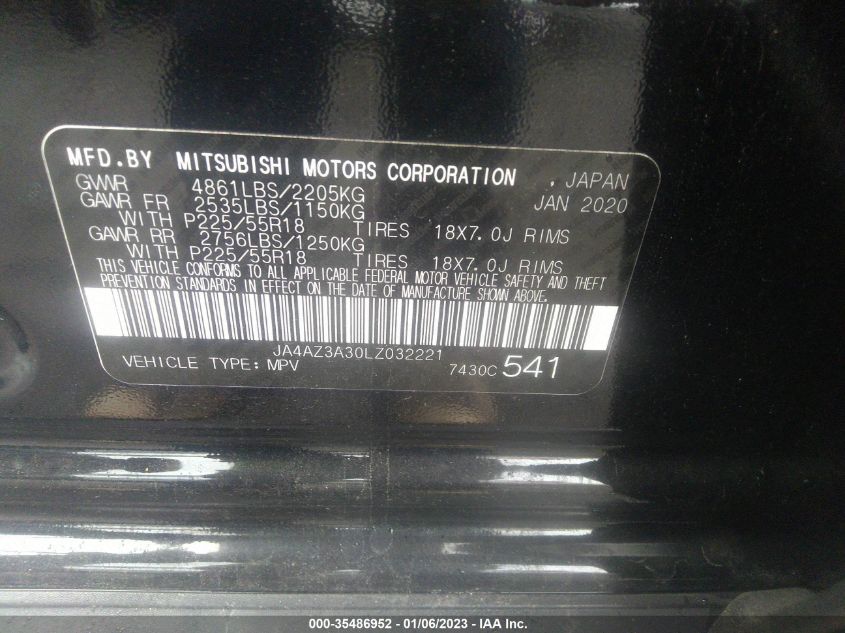 MFD.BY MITSUBISHI MOTORS CORPORATION , JAPAN
GVWR 4861LBS/2205KG JAN 2020
GAWR FR 2535LBS/1150KG
WITH P225/55R18 TIRES 18X7.0J RIMS
GAWR RR 2756LBS/1250KG
WITH P225/55R18 TIRES 18X7.0J RIMS
THIS VEHICLE CONFORMS TO ALL APPLICABLE FEDERAL MOTOR VEHICLE SAFETY AND THEFT
PREVENTION STANDARDS IN EFFECT ON THE DATE OF MANUFACTURE SHOWN ABOVE.
JA4AZ3A30LZ032221
VEHICLE TYPE: MPV 7430C 541
000-35486952 - 01/06/2023 - IAA Inc.